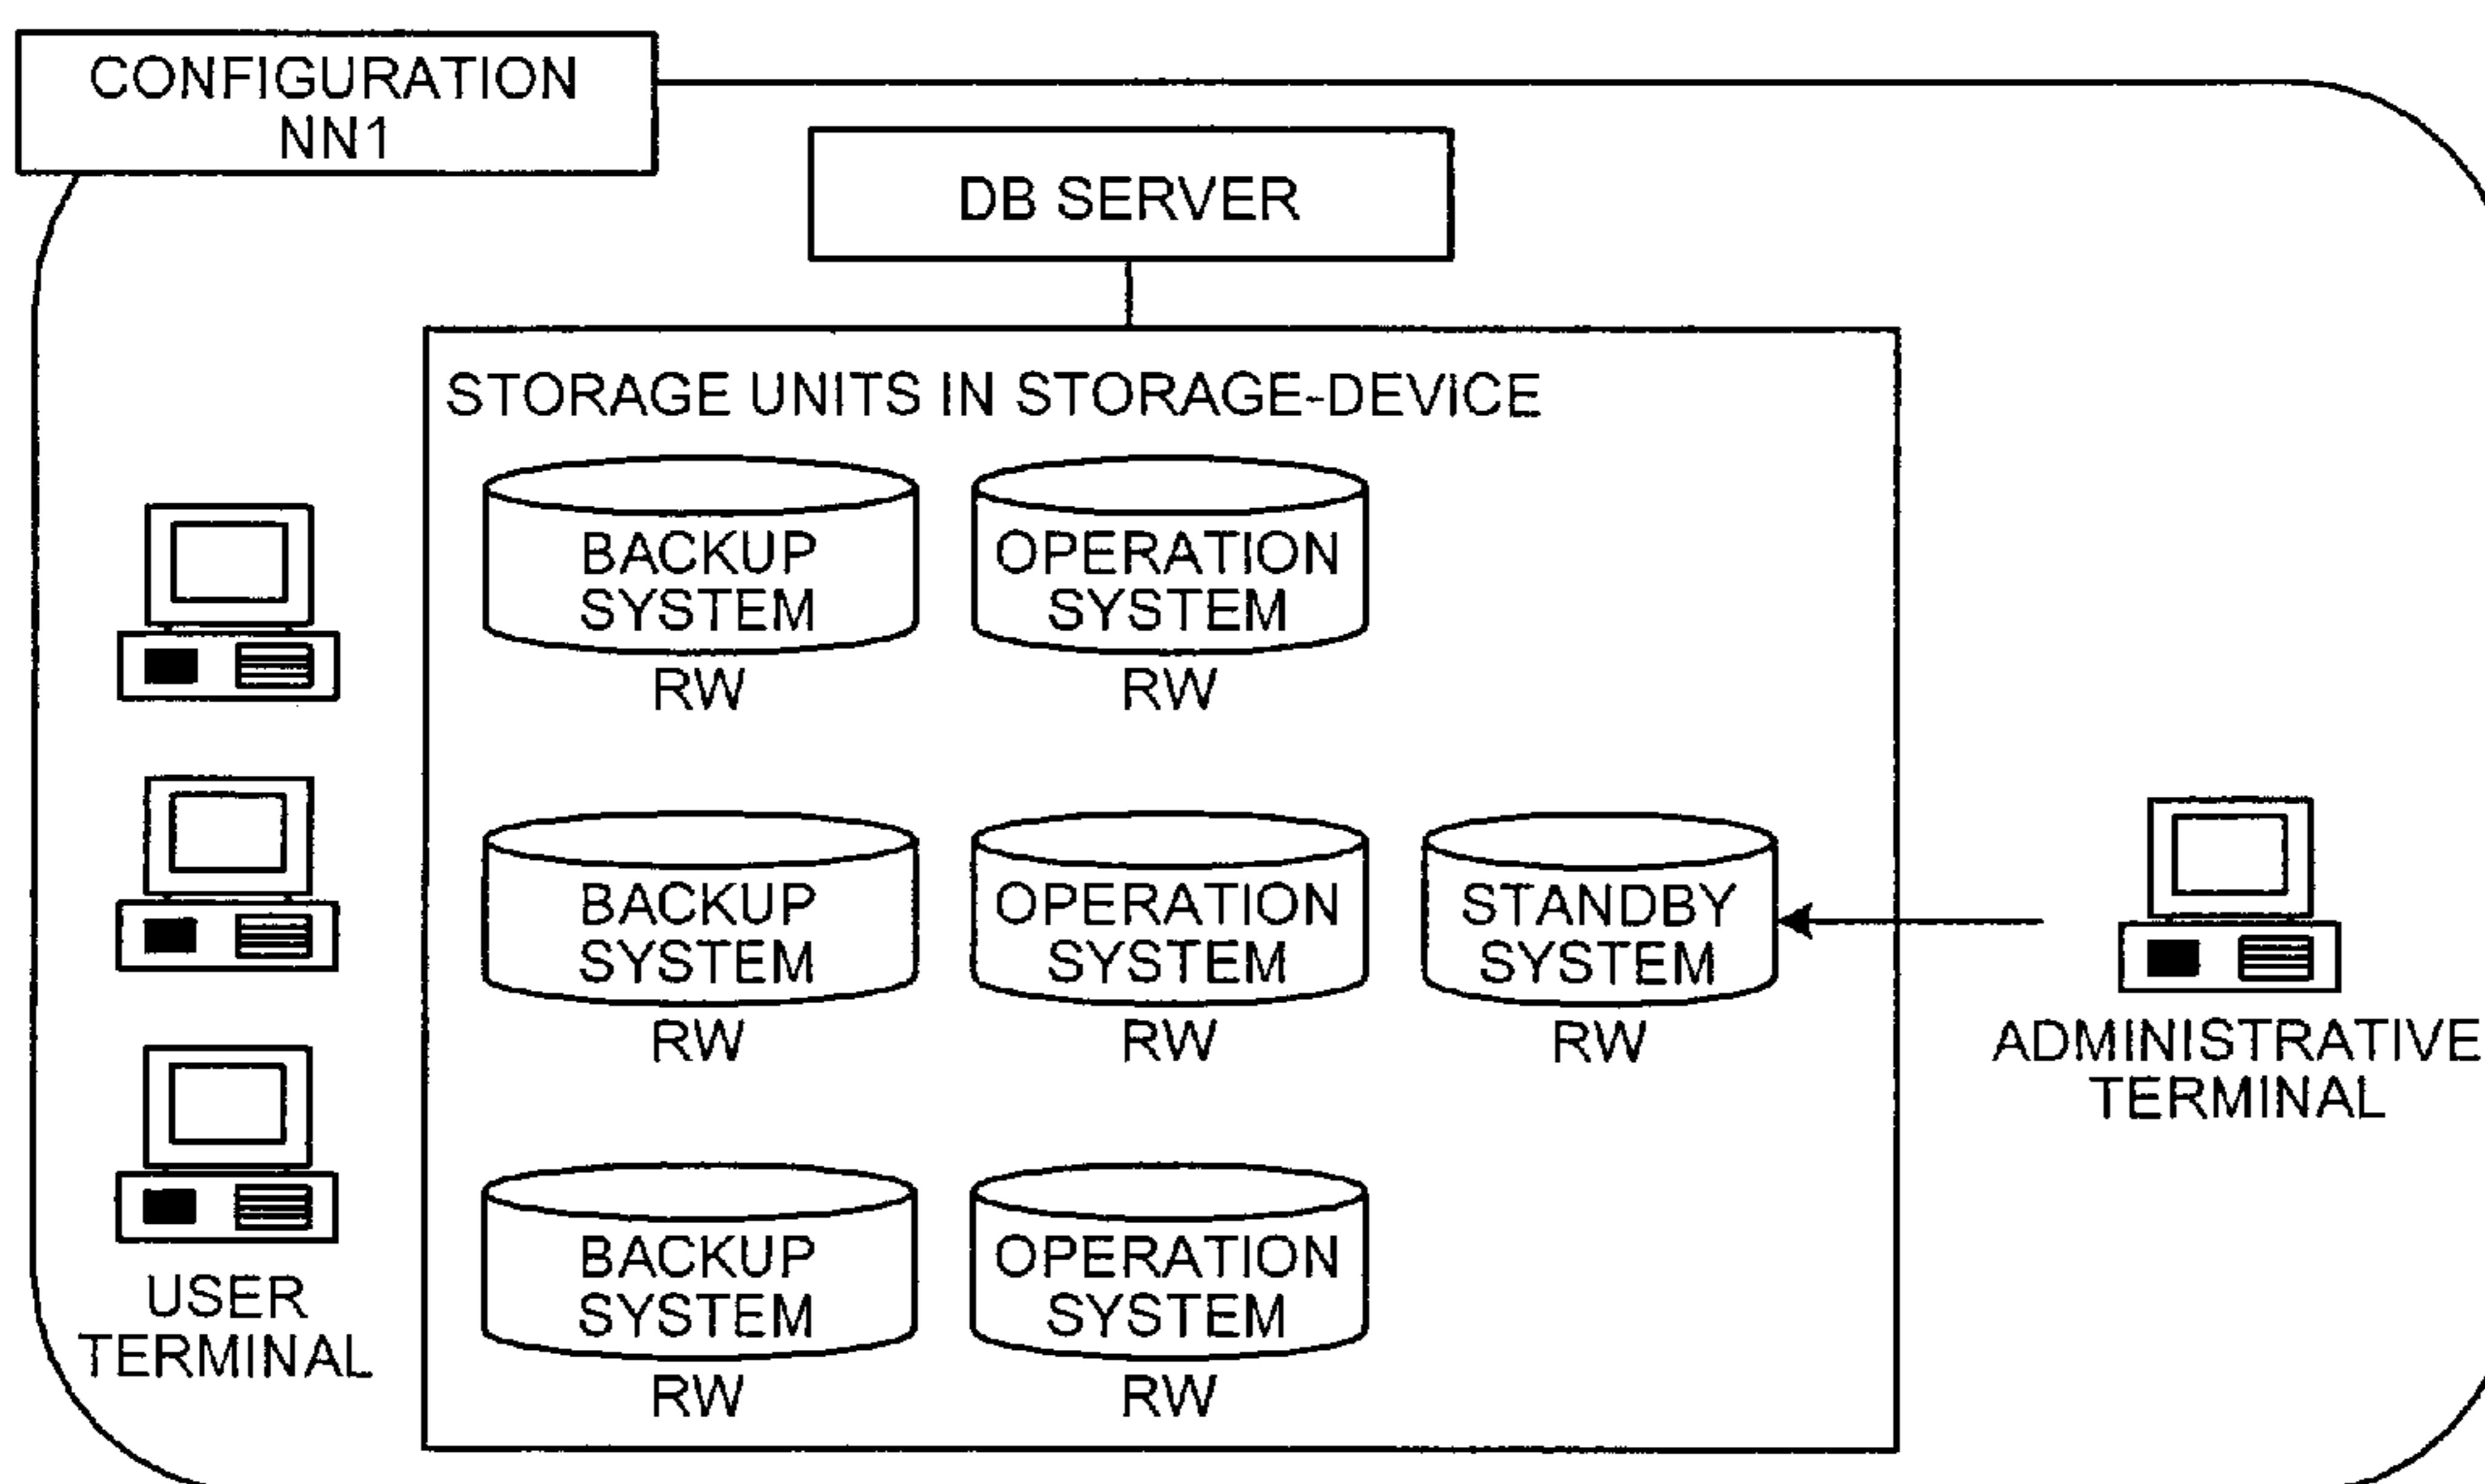 CONFIGURATION
NN1
DB SERVER
STORAGE UNITS IN STORAGE-DEVICE
BACKUP
SYSTEM
RW
OPERATION
SYSTEM
RW
BACKUP
SYSTEM
RW
OPERATION
SYSTEM
RW
STANDBY
SYSTEM
RW
BACKUP
SYSTEM
RW
OPERATION
SYSTEM
RW
USER
TERMINAL
ADMINISTRATIVE
TERMINAL